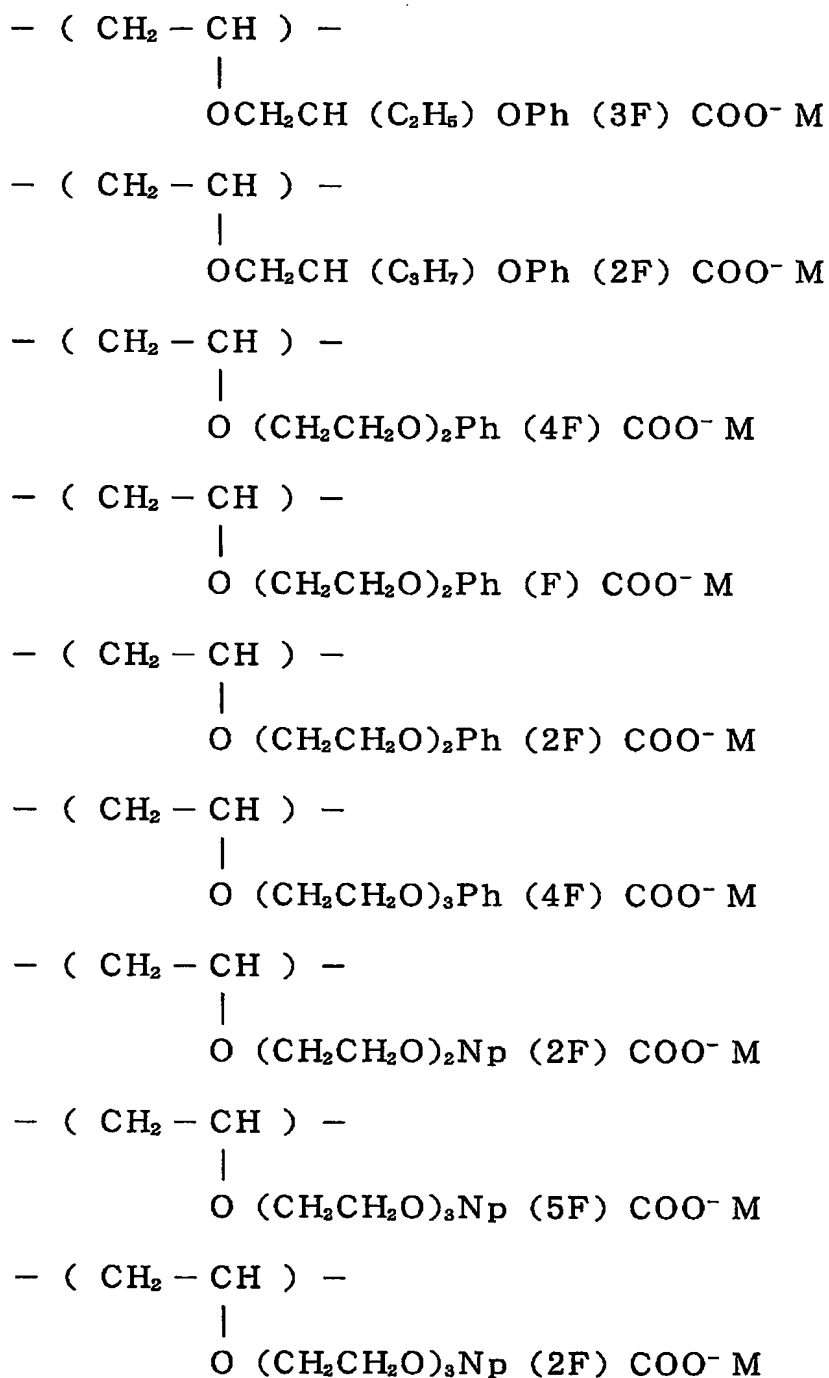 − ( CH₂ − CH ) −
|
OCH₂CH (C₂H₅) OPh (3F) COO⁻ M
− ( CH₂ − CH ) −
|
OCH₂CH (C₃H₇) OPh (2F) COO⁻ M
− ( CH₂ − CH ) −
|
O (CH₂CH₂O)₂Ph (4F) COO⁻ M
− ( CH₂ − CH ) −
|
O (CH₂CH₂O)₂Ph (F) COO⁻ M
− ( CH₂ − CH ) −
|
O (CH₂CH₂O)₂Ph (2F) COO⁻ M
− ( CH₂ − CH ) −
|
O (CH₂CH₂O)₃Ph (4F) COO⁻ M
− ( CH₂ − CH ) −
|
O (CH₂CH₂O)₂Np (2F) COO⁻ M
− ( CH₂ − CH ) −
|
O (CH₂CH₂O)₃Np (5F) COO⁻ M
− ( CH₂ − CH ) −
|
O (CH₂CH₂O)₃Np (2F) COO⁻ M